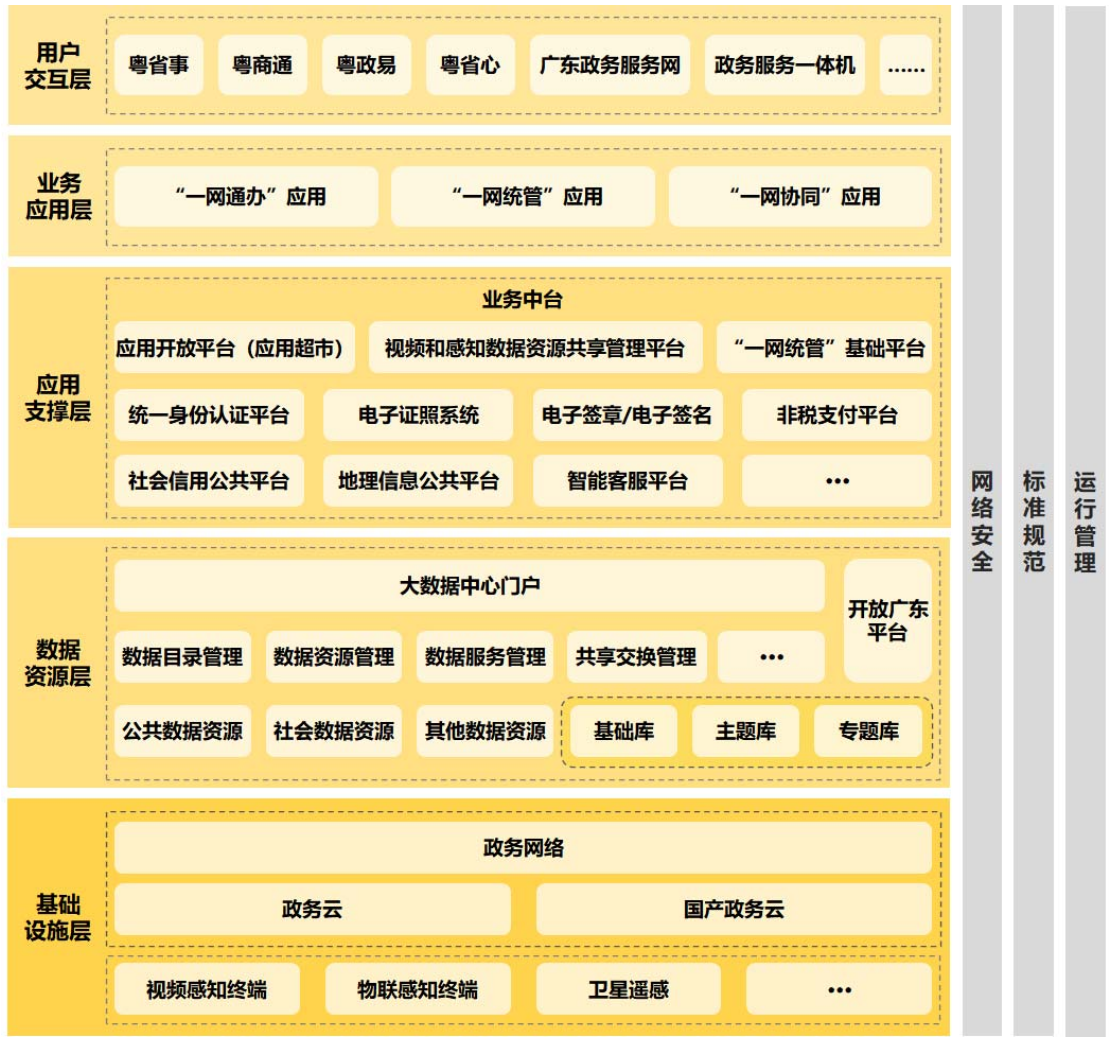 用户
交互层
粤省事
粤商通
粤政易
粤省心
广东政务服务网
政务服务一体机
......
业务
应用层
“一网通办”应用
“一网统管”应用
“一网协同”应用
应用
支撑层
业务中台
应用开放平台（应用超市）
视频和感知数据资源共享管理平台
“一网统管”基础平台
统一身份认证平台
电子证照系统
电子签章/电子签名
非税支付平台
社会信用公共平台
地理信息公共平台
智能客服平台
•••
数据
资源层
大数据中心门户
开放广东
平台
数据目录管理
数据资源管理
数据服务管理
共享交换管理
•••
公共数据资源
社会数据资源
其他数据资源
基础库
主题库
专题库
基础
设施层
政务网络
政务云
国产政务云
视频感知终端
物联感知终端
卫星遥感
•••
网络安全
标准规范
运行管理